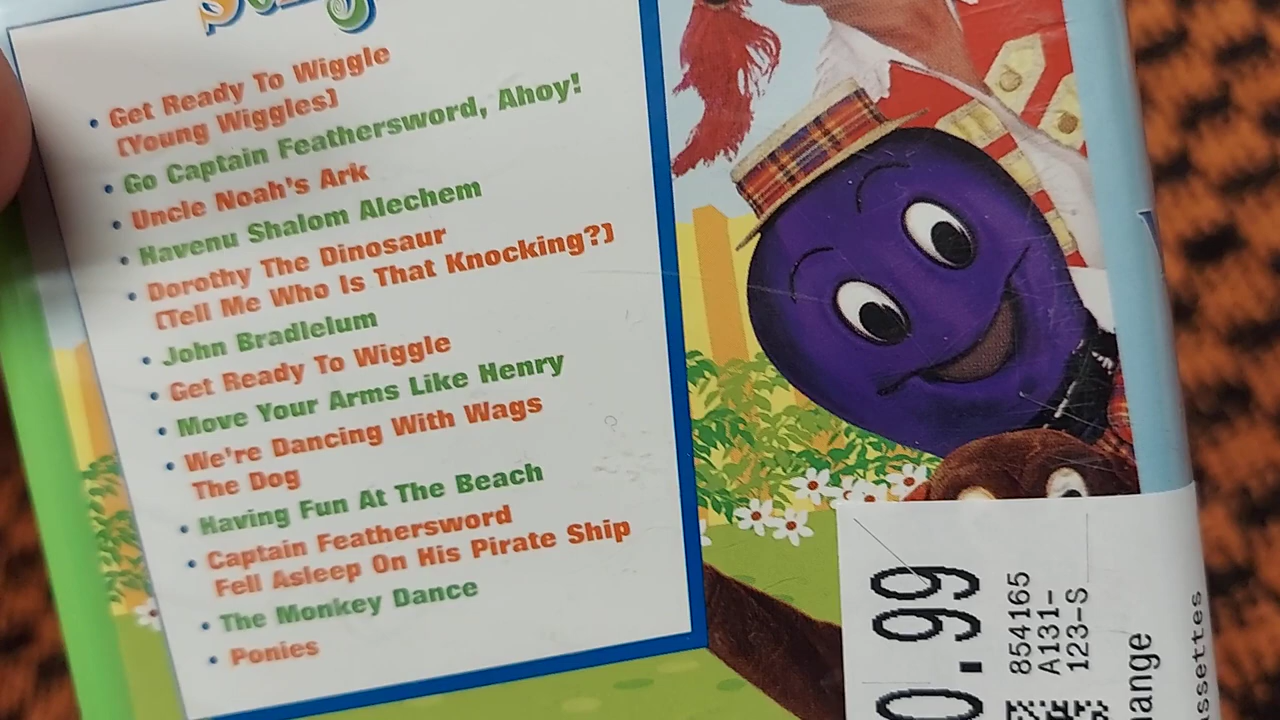 • Get Ready To Wiggle
(Young Wiggles)
• Go Captain Feathersword, Ahoy!
• Uncle Noah's Ark
• Havenu Shalom Alechem
• Dorothy The Dinosaur
(Tell Me Who Is That Knocking?)
• John Bradlelum
• Get Ready To Wiggle
• Move Your Arms Like Henry
• We're Dancing With Wags
The Dog
• Having Fun At The Beach
• Captain Feathersword
Fell Asleep On His Pirate Ship
• The Monkey Dance
• Ponies
0.99
854165
A131-
123-S